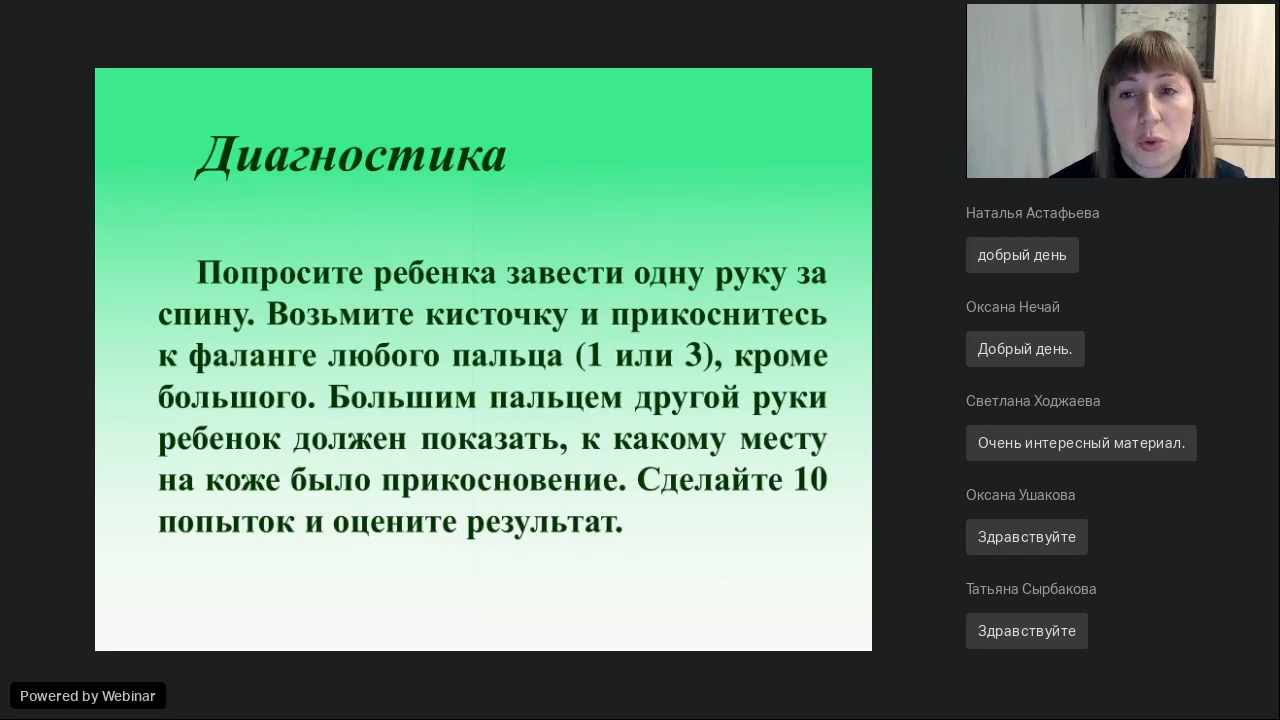 Диагностика
Попросите ребенка завести одну руку за
спину. Возьмите кисточку и прикоснитесь
к фаланге любого пальца (1 или 3), кроме
большого. Большим пальцем другой руки
ребенок должен показать, к какому месту
на коже было прикосновение. Сделайте 10
попыток и оцените результат.
Наталья Астафьева
добрый день
Оксана Нечай
Добрый день.
Светлана Ходжаева
Очень интересный материал.
Оксана Ушакова
Здравствуйте
Татьяна Сырбакова
Здравствуйте
Powered by Webinar